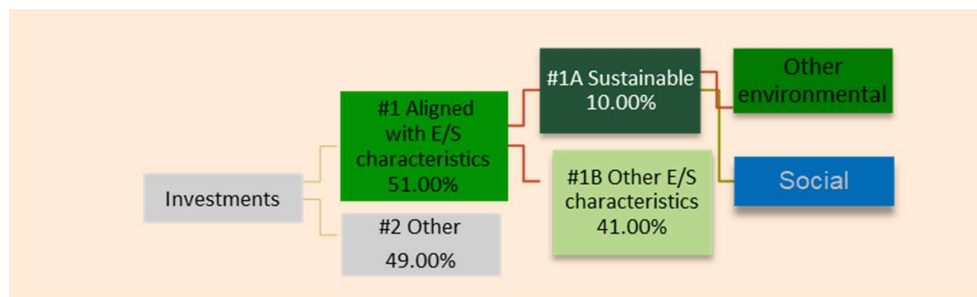 Investments
#1 Aligned
with E/S
characteristics
51.00%
#2 Other
49.00%
#1A Sustainable
10.00%
#1B Other E/S
characteristics
41.00%
Other
environmental
Social